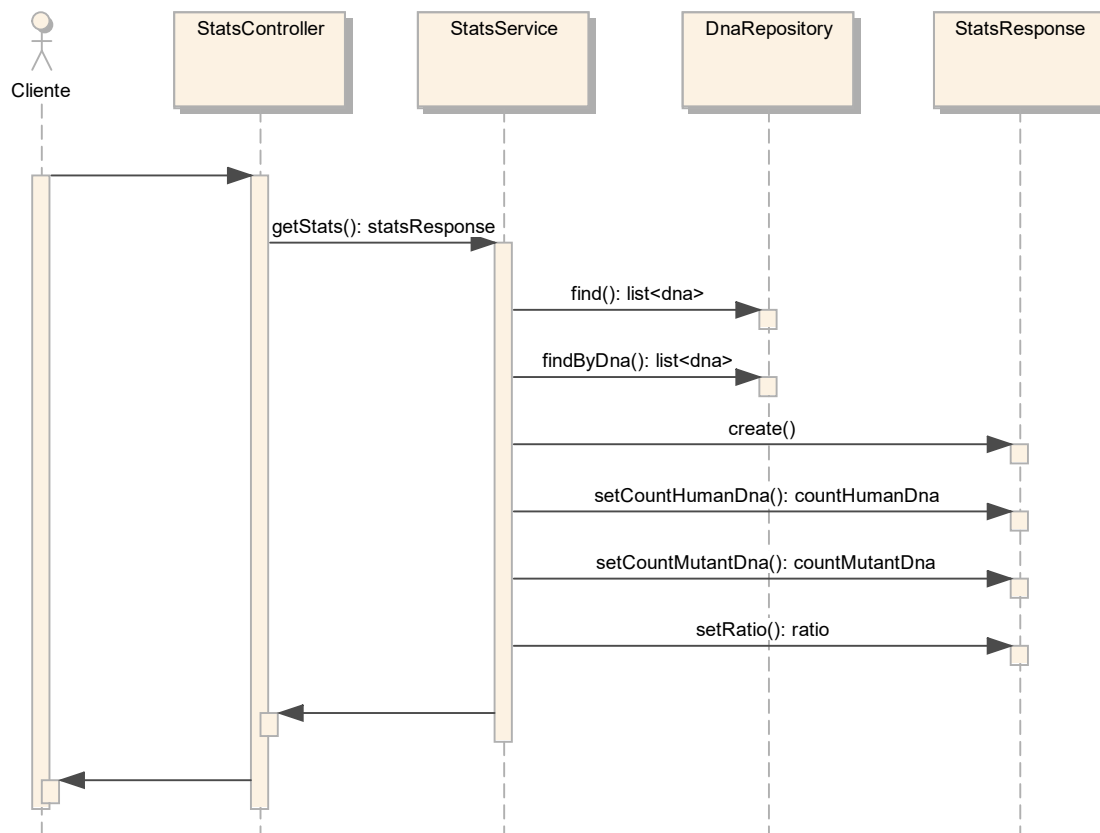 StatsController
StatsService
DnaRepository
StatsResponse
Cliente
getStats(): statsResponse
find(): list<dna>
findByDna(): list<dna>
create()
setCountHumanDna(): countHumanDna
setCountMutantDna(): countMutantDna
setRatio(): ratio